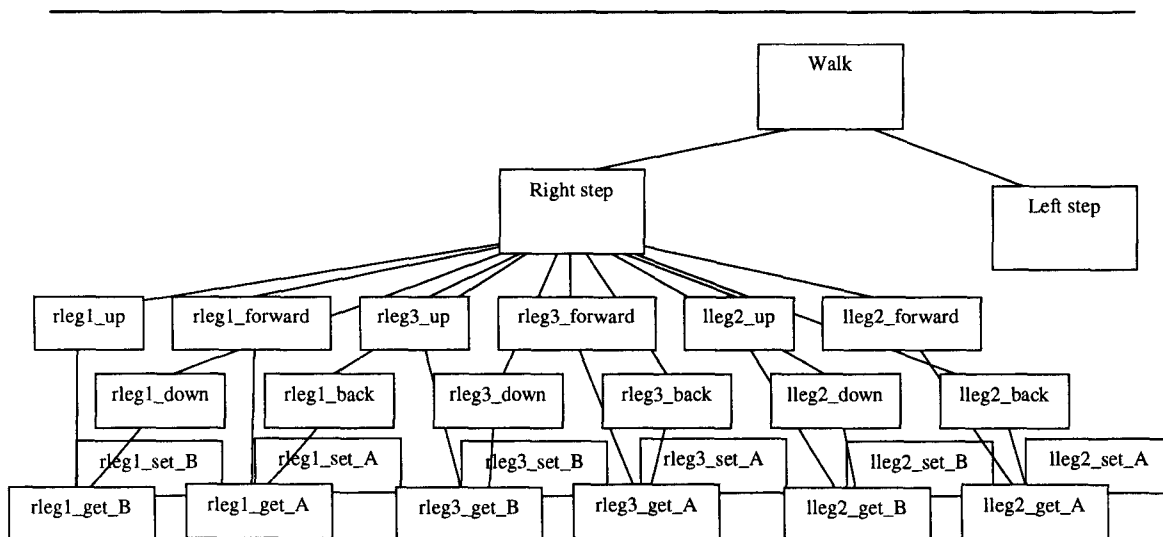 Walk
Right step
Left step
rleg1_up
rleg1_forward
rleg3_up
rleg3_forward
lleg2_up
lleg2_forward
rleg1_down
rleg1_back
rleg3_down
rleg3_back
lleg2_down
lleg2_back
rleg1_set_B
rleg1_set_A
rleg3_set_B
rleg3_set_A
lleg2_set_B
lleg2_set_A
rleg1_get_B
rleg1_get_A
rleg3_get_B
rleg3_get_A
lleg2_get_B
lleg2_get_A